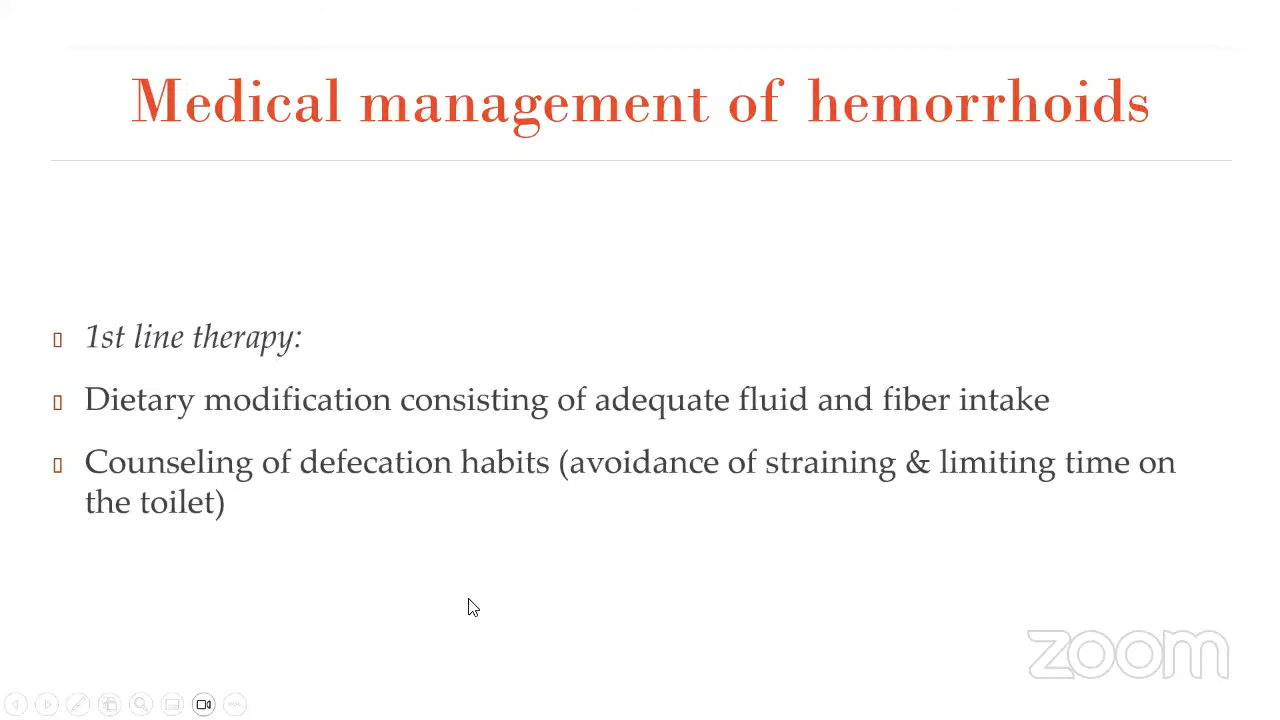 Medical management of hemorrhoids
1st line therapy:
Dietary modification consisting of adequate fluid and fiber intake
Counseling of defecation habits (avoidance of straining & limiting time on
the toilet)
zoom